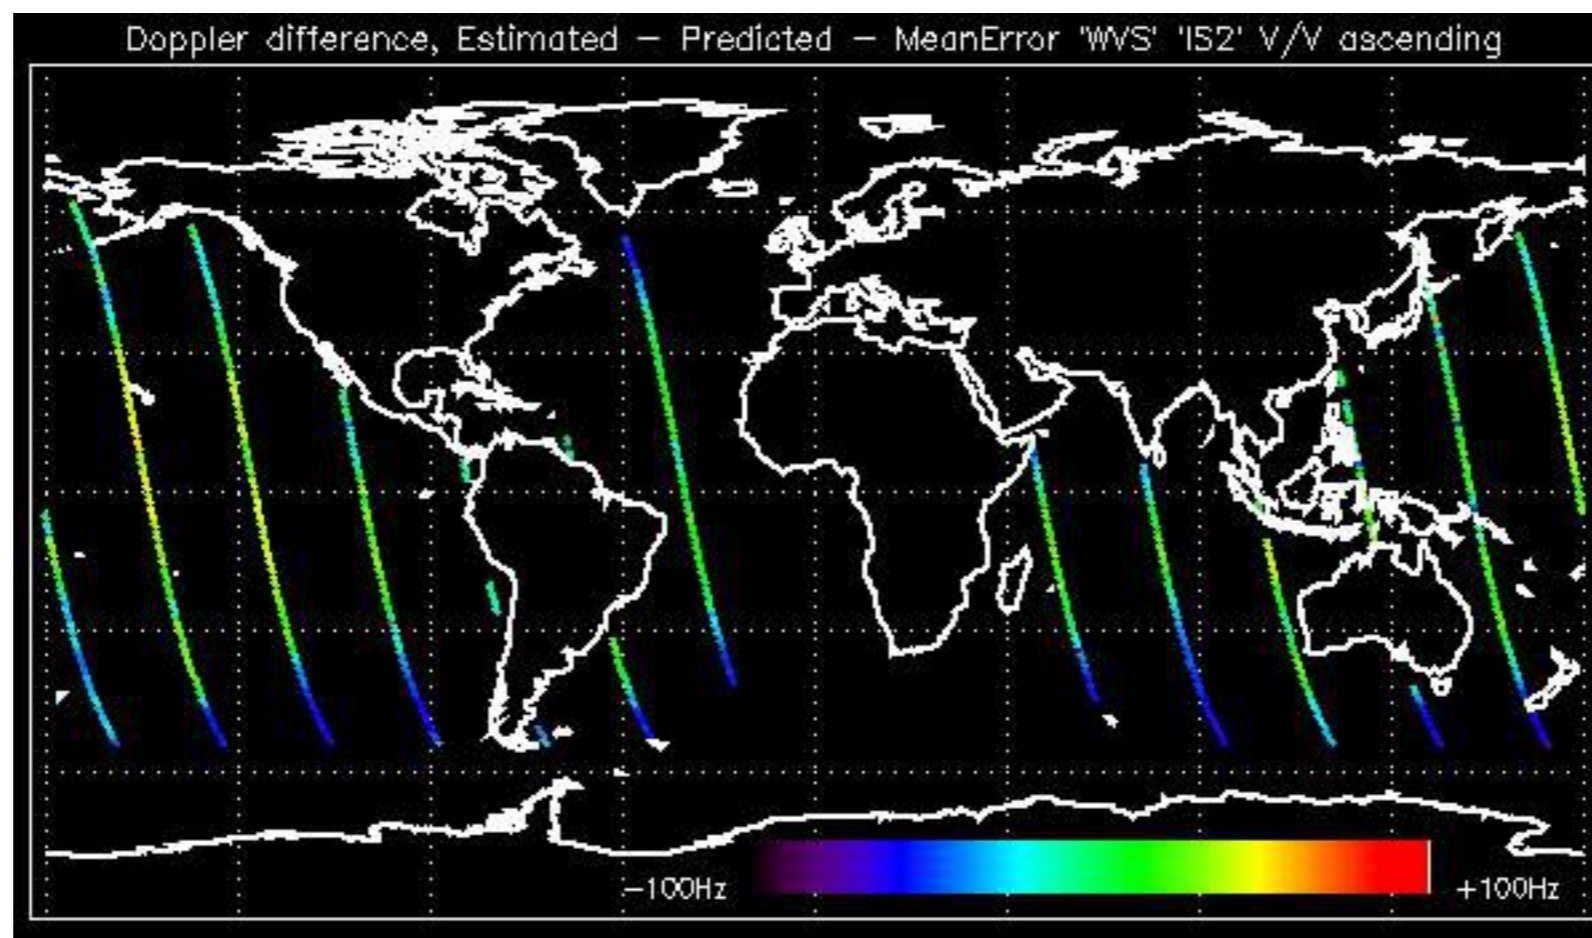 Doppler difference, Estimated – Predicted – MeanError 'WVS' 'IS2' V/V ascending
–100Hz
+100Hz